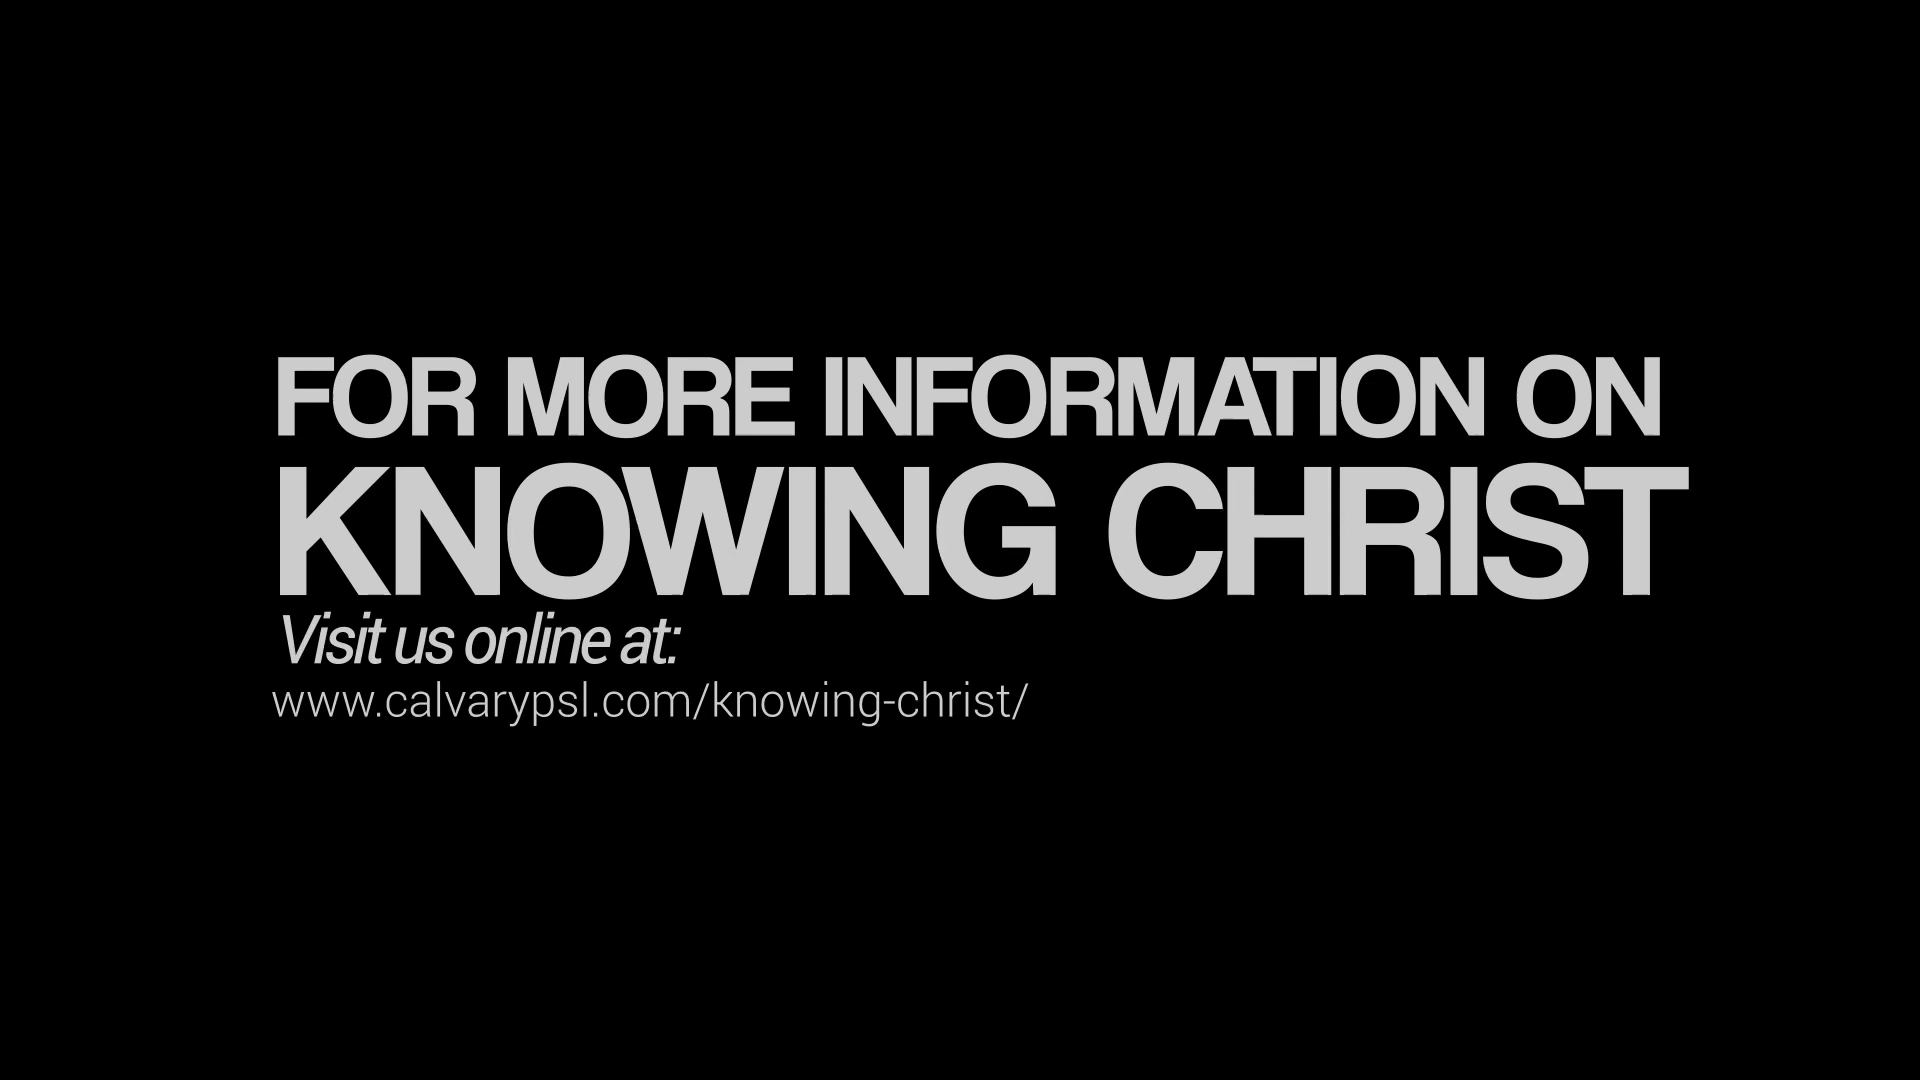 FOR MORE INFORMATION ON
KNOWING CHRIST
Visit us online at:
www.calvarypsl.com/knowing-christ/